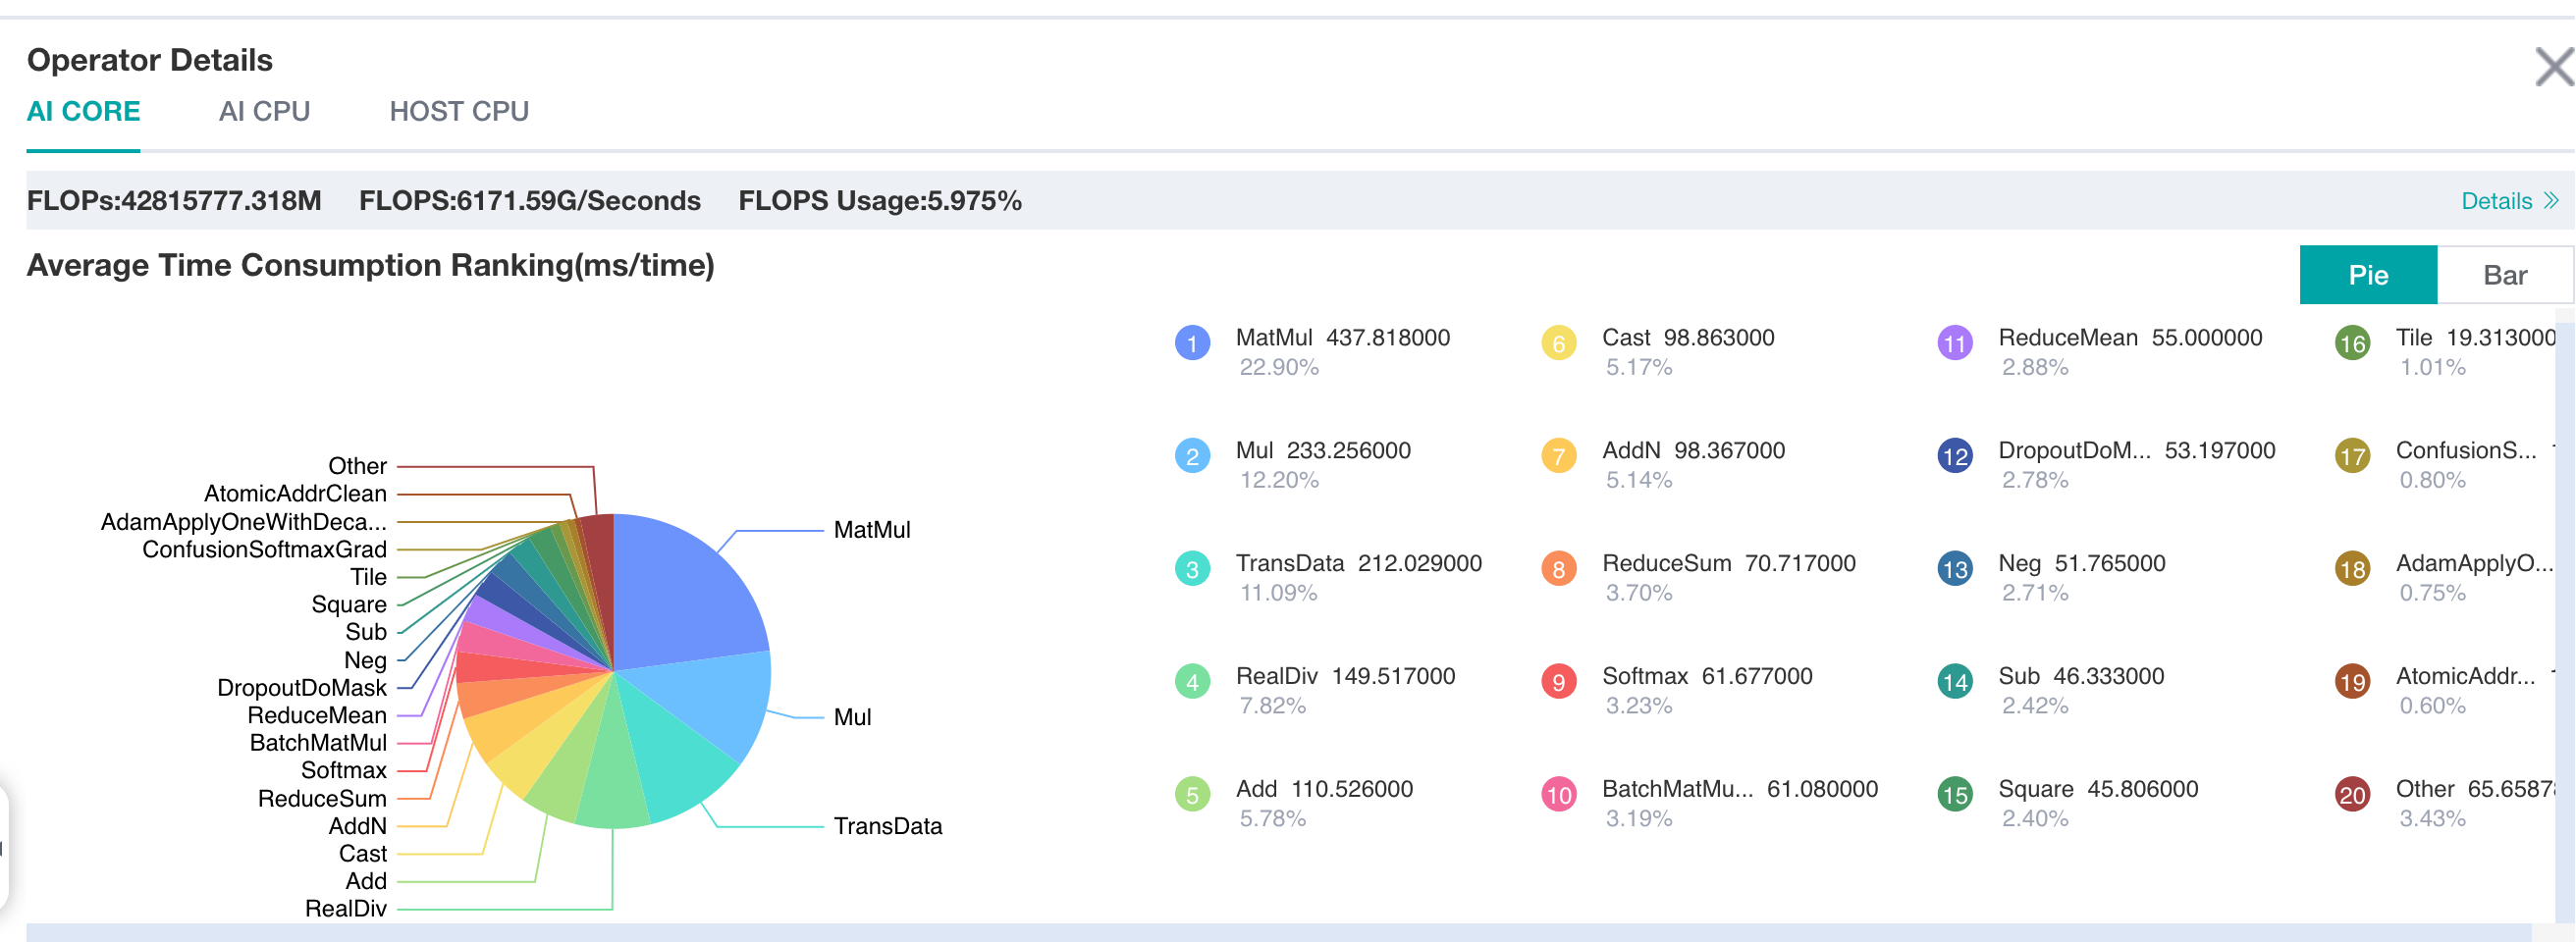 Operator Details
AI CORE AI CPU HOST CPU
FLOPs:42815777.318M FLOPS:6171.59G/Seconds FLOPS Usage:5.975% Details
Average Time Consumption Ranking(ms/time)
Pie Bar
Other
AtomicAddrClean
AdamApplyOneWithDeca...
ConfusionSoftmaxGrad
Tile
Square
Sub
Neg
DropoutDoMask
ReduceMean
BatchMatMul
Softmax
ReduceSum
AddN
Cast
Add
RealDiv
MatMul
Mul
TransData
1 MatMul 437.818000
22.90%
2 Mul 233.256000
12.20%
3 TransData 212.029000
11.09%
4 RealDiv 149.517000
7.82%
5 Add 110.526000
5.78%
6 Cast 98.863000
5.17%
7 AddN 98.367000
5.14%
8 ReduceSum 70.717000
3.70%
9 Softmax 61.677000
3.23%
10 BatchMatMu... 61.080000
3.19%
11 ReduceMean 55.000000
2.88%
12 DropoutDoM... 53.197000
2.78%
13 Neg 51.765000
2.71%
14 Sub 46.333000
2.42%
15 Square 45.806000
2.40%
16 Tile 19.313000
1.01%
17 ConfusionS...
0.80%
18 AdamApplyO...
0.75%
19 AtomicAddr...
0.60%
20 Other 65.6587
3.43%